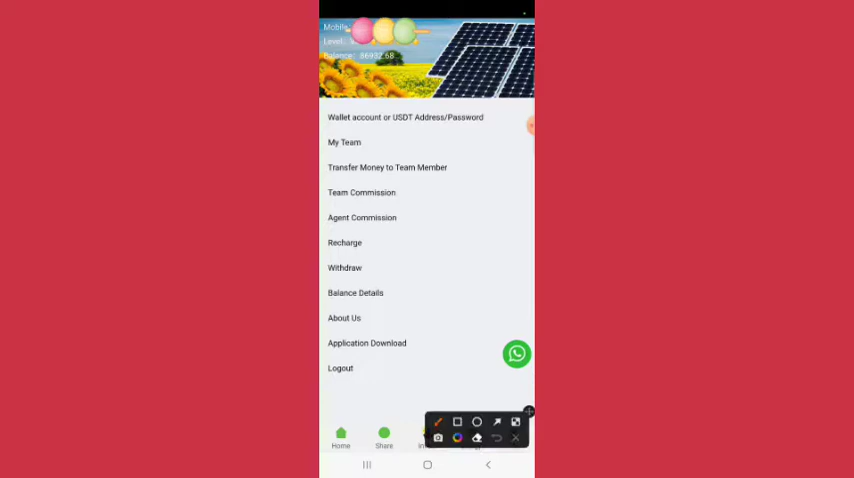 Mobile
Level:
Balance: 86932.68
Wallet account or USDT Address/Password
My Team
Transfer Money to Team Member
Team Commission
Agent Commission
Recharge
Withdraw
Balance Details
About Us
Application Download
Logout
Home
Share